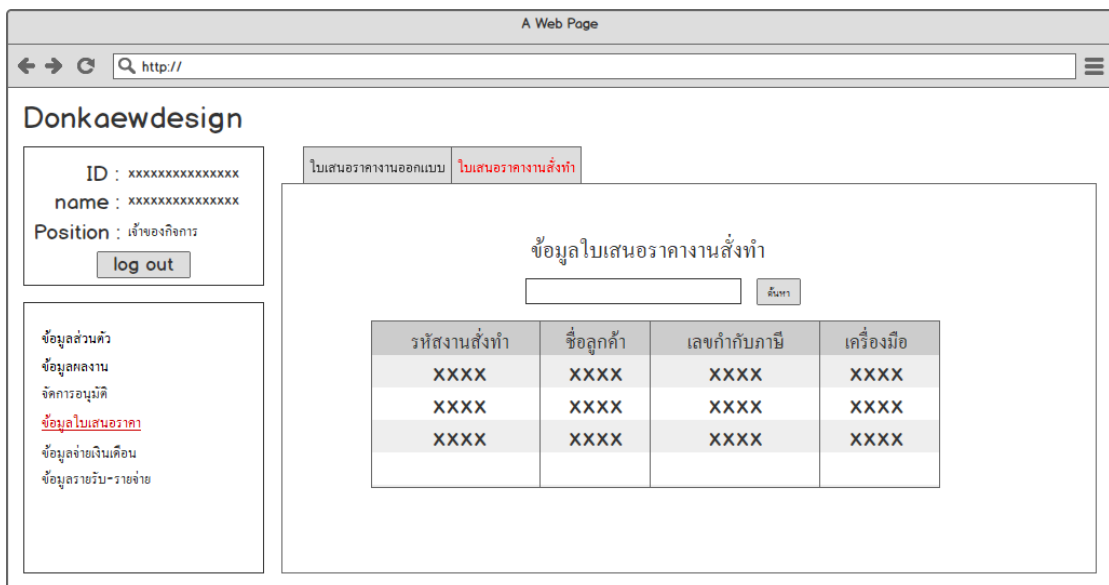 A Web Page
http://
Donkaewdesign
ID : xxxxxxxxxxxxxxx
name : xxxxxxxxxxxxxxx
Position : เจ้าของกิจการ
log out
ข้อมูลส่วนตัว
ข้อมูลผลงาน
จัดการอนุมัติ
ข้อมูลใบเสนอราคา
ข้อมูลจ่ายเงินเดือน
ข้อมูลรายรับ-รายจ่าย
ใบเสนอราคางานออกแบบ ใบเสนอราคางานสั่งทำ
ข้อมูลใบเสนอราคางานสั่งทำ
ค้นหา
รหัสงานสั่งทำ ชื่อลูกค้า เลขกำกับภาษี เครื่องมือ
XXXX XXXX XXXX XXXX
XXXX XXXX XXXX XXXX
XXXX XXXX XXXX XXXX